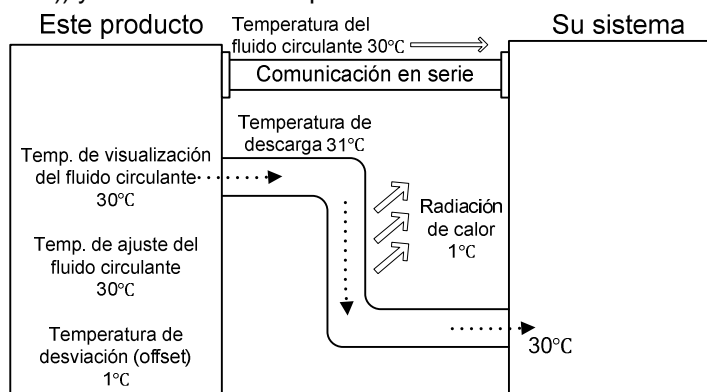 Este producto
Temperatura del
fluido circulante 30℃
Su sistema
Comunicación en serie
Temperatura de
descarga 31℃
Temp. de visualización
del fluido circulante
30℃
Radiación
de calor
1℃
Temp. de ajuste del
fluido circulante
30℃
Temperatura de
desviación (offset)
1℃
30℃